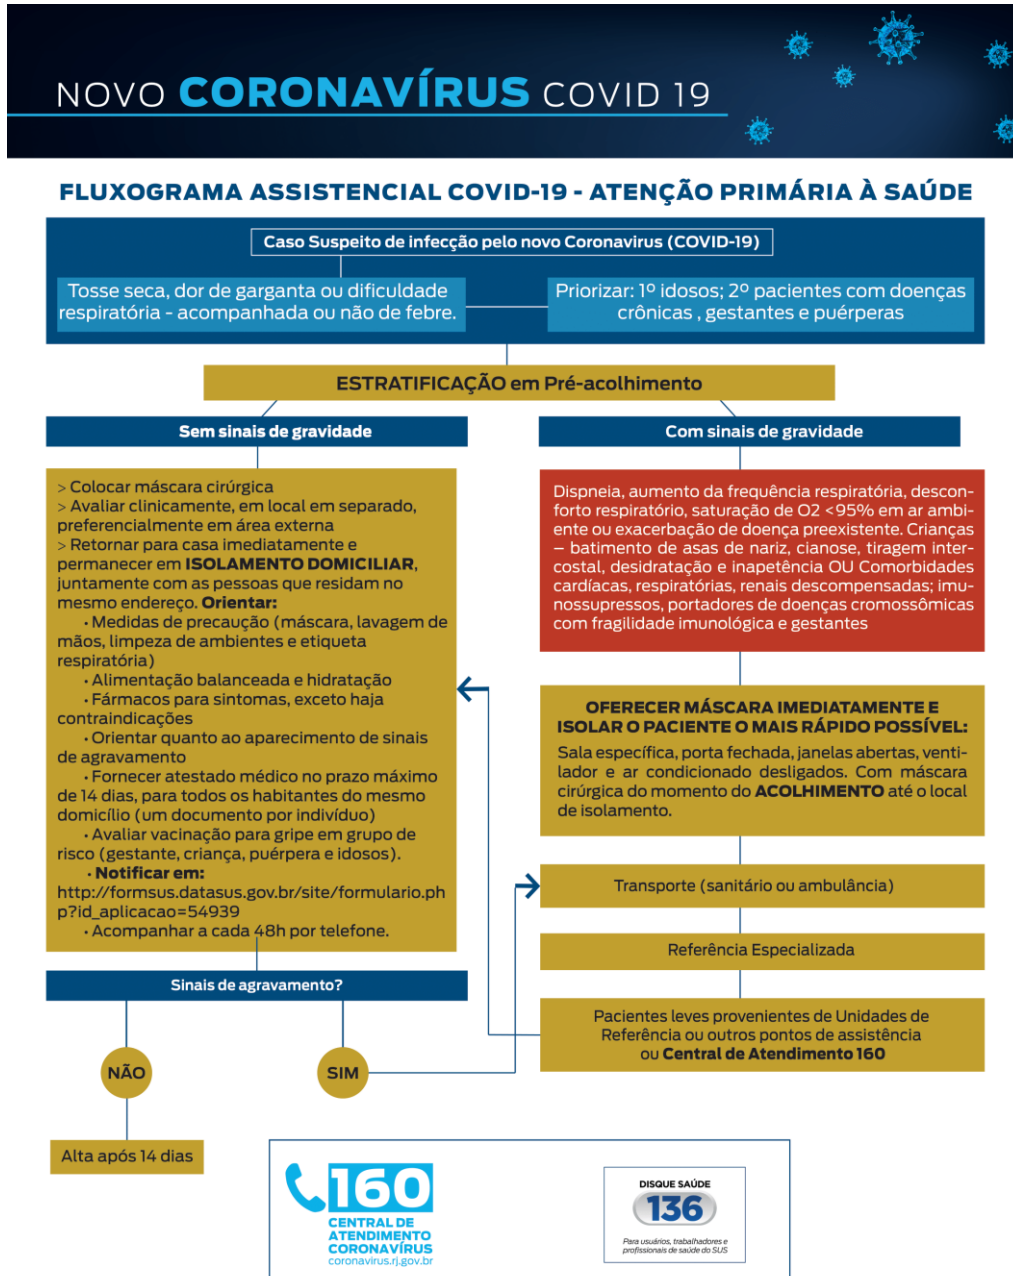 NOVO CORONAVÍRUS COVID 19
FLUXOGRAMA ASSISTENCIAL COVID-19 - ATENÇÃO PRIMÁRIA À SAÚDE
Caso Suspeito de infecção pelo novo Coronavirus (COVID-19)
Tosse seca, dor de garganta ou dificuldade
respiratória - acompanhada ou não de febre.
Priorizar: 1º idosos; 2º pacientes com doenças
crônicas , gestantes e puérperas
ESTRATIFICAÇÃO em Pré-acolhimento
Sem sinais de gravidade
> Colocar máscara cirúrgica
> Avaliar clinicamente, em local em separado,
preferencialmente em área externa
> Retornar para casa imediatamente e
permanecer em ISOLAMENTO DOMICILIAR,
juntamente com as pessoas que residam no
mesmo endereço. Orientar:
• Medidas de precaução (máscara, lavagem de
mãos, limpeza de ambientes e etiqueta
respiratória)
• Alimentação balanceada e hidratação
• Fármacos para sintomas, exceto haja
contraindicações
• Orientar quanto ao aparecimento de sinais
de agravamento
• Fornecer atestado médico no prazo máximo
de 14 dias, para todos os habitantes do mesmo
domicílio (um documento por indivíduo)
• Avaliar vacinação para gripe em grupo de
risco (gestante, criança, puérpera e idosos).
• Notificar em:
http://formsus.datasus.gov.br/site/formulario.ph
p?id_aplicacao=54939
• Acompanhar a cada 48h por telefone.
Sinais de agravamento?
NÃO
SIM
Alta após 14 dias
Com sinais de gravidade
Dispneia, aumento da frequência respiratório, descon-
forto respiratório, saturação de O2 <95% em ar ambi-
ente ou exacerbação de doença preexistente. Crianças
– batimento de asas de nariz, cianose, tiragem inter-
costal, desidratação e inapetência OU Comorbidades
cardíacas, respiratórias, renais descompensadas; imu-
nossupressos, portadores de doenças cromossômicas
com fragilidade imunológica e gestantes
OFERECER MÁSCARA IMEDIATAMENTE E
ISOLAR O PACIENTE O MAIS RÁPIDO POSSÍVEL:
Sala específica, porta fechada, janelas abertas, venti-
lador e ar condicionado desligados. Com máscara
cirúrgica do momento do ACOLHIMENTO até o local
de isolamento.
Transporte (sanitário ou ambulância)
Referência Especializada
Pacientes leves provenientes de Unidades de
Referência ou outros pontos de assistência
ou Central de Atendimento 160
160
CENTRAL DE
ATENDIMENTO
CORONAVÍRUS
coronavirus.rj.gov.br
DISQUE SAÚDE
136
Para usuários, trabalhadores e
profissionais de saúde do SUS